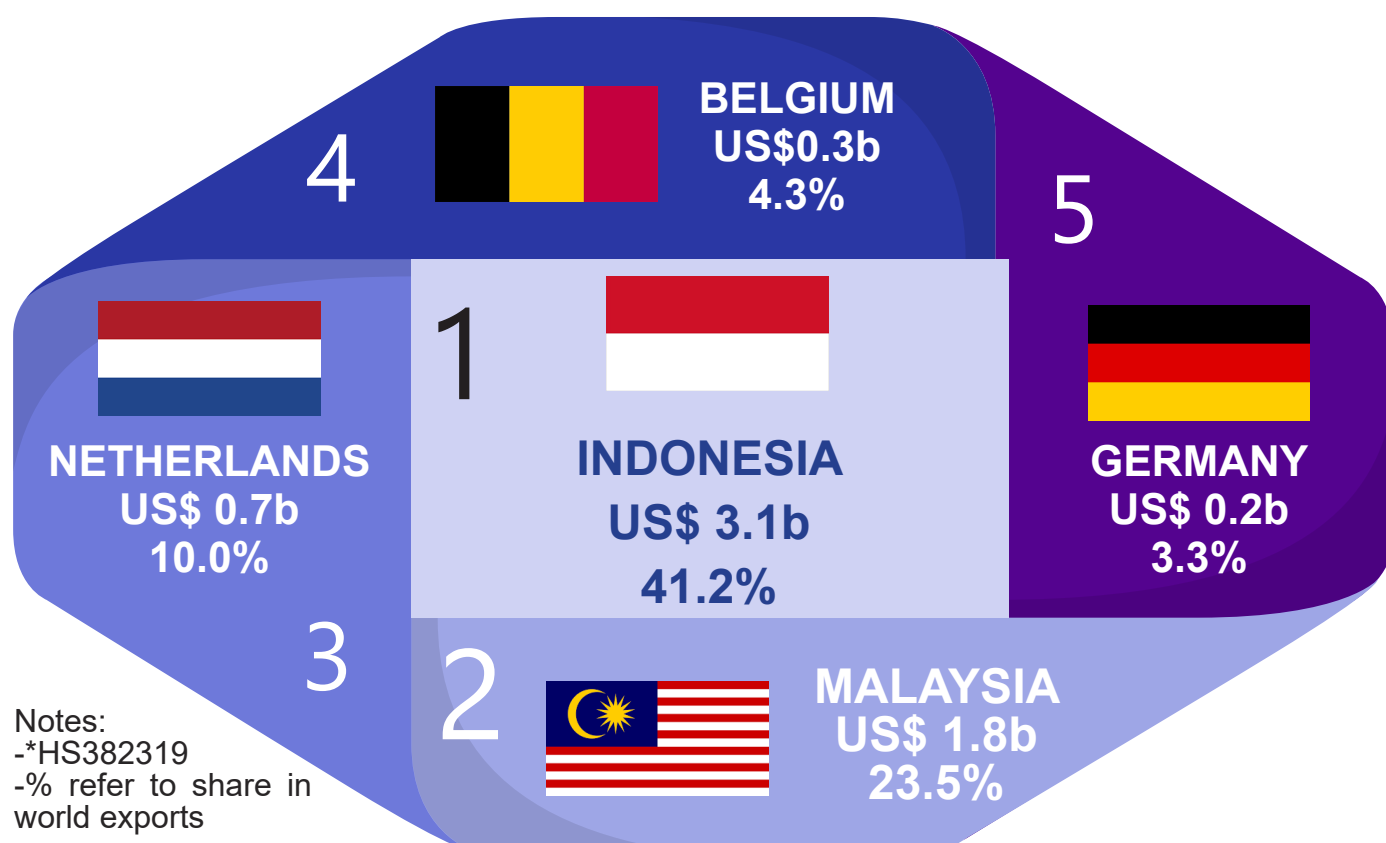 4
BELGIUM
US$0.3b
4.3%
5
NETHERLANDS
US$ 0.7b
10.0%
3
1
INDONESIA
US$ 3.1b
41.2%
GERMANY
US$ 0.2b
3.3%
2
MALAYSIA
US$ 1.8b
23.5%
Notes:
-*HS382319
-% refer to share in
world exports